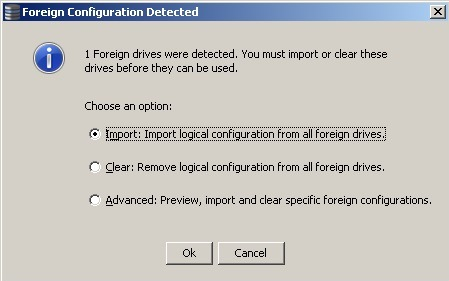 Foreign Configuration Detected
1 Foreign drives were detected. You must import or clear these
drives before they can be used.
Choose an option:
Import: Import logical configuration from all foreign drives.
Clear: Remove logical configuration from all foreign drives.
Advanced: Preview, import and clear specific foreign configurations.
Ok Cancel